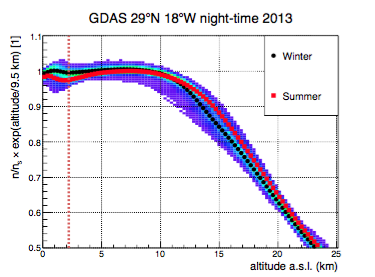 GDAS 29°N 18°W night-time 2013
n/nₛ × exp(altitude/9.5 km) [1]
1.1
1
0.9
0.8
0.7
0.6
0.5
Winter
Summer
0 5 10 15 20 25
altitude a.s.l. (km)